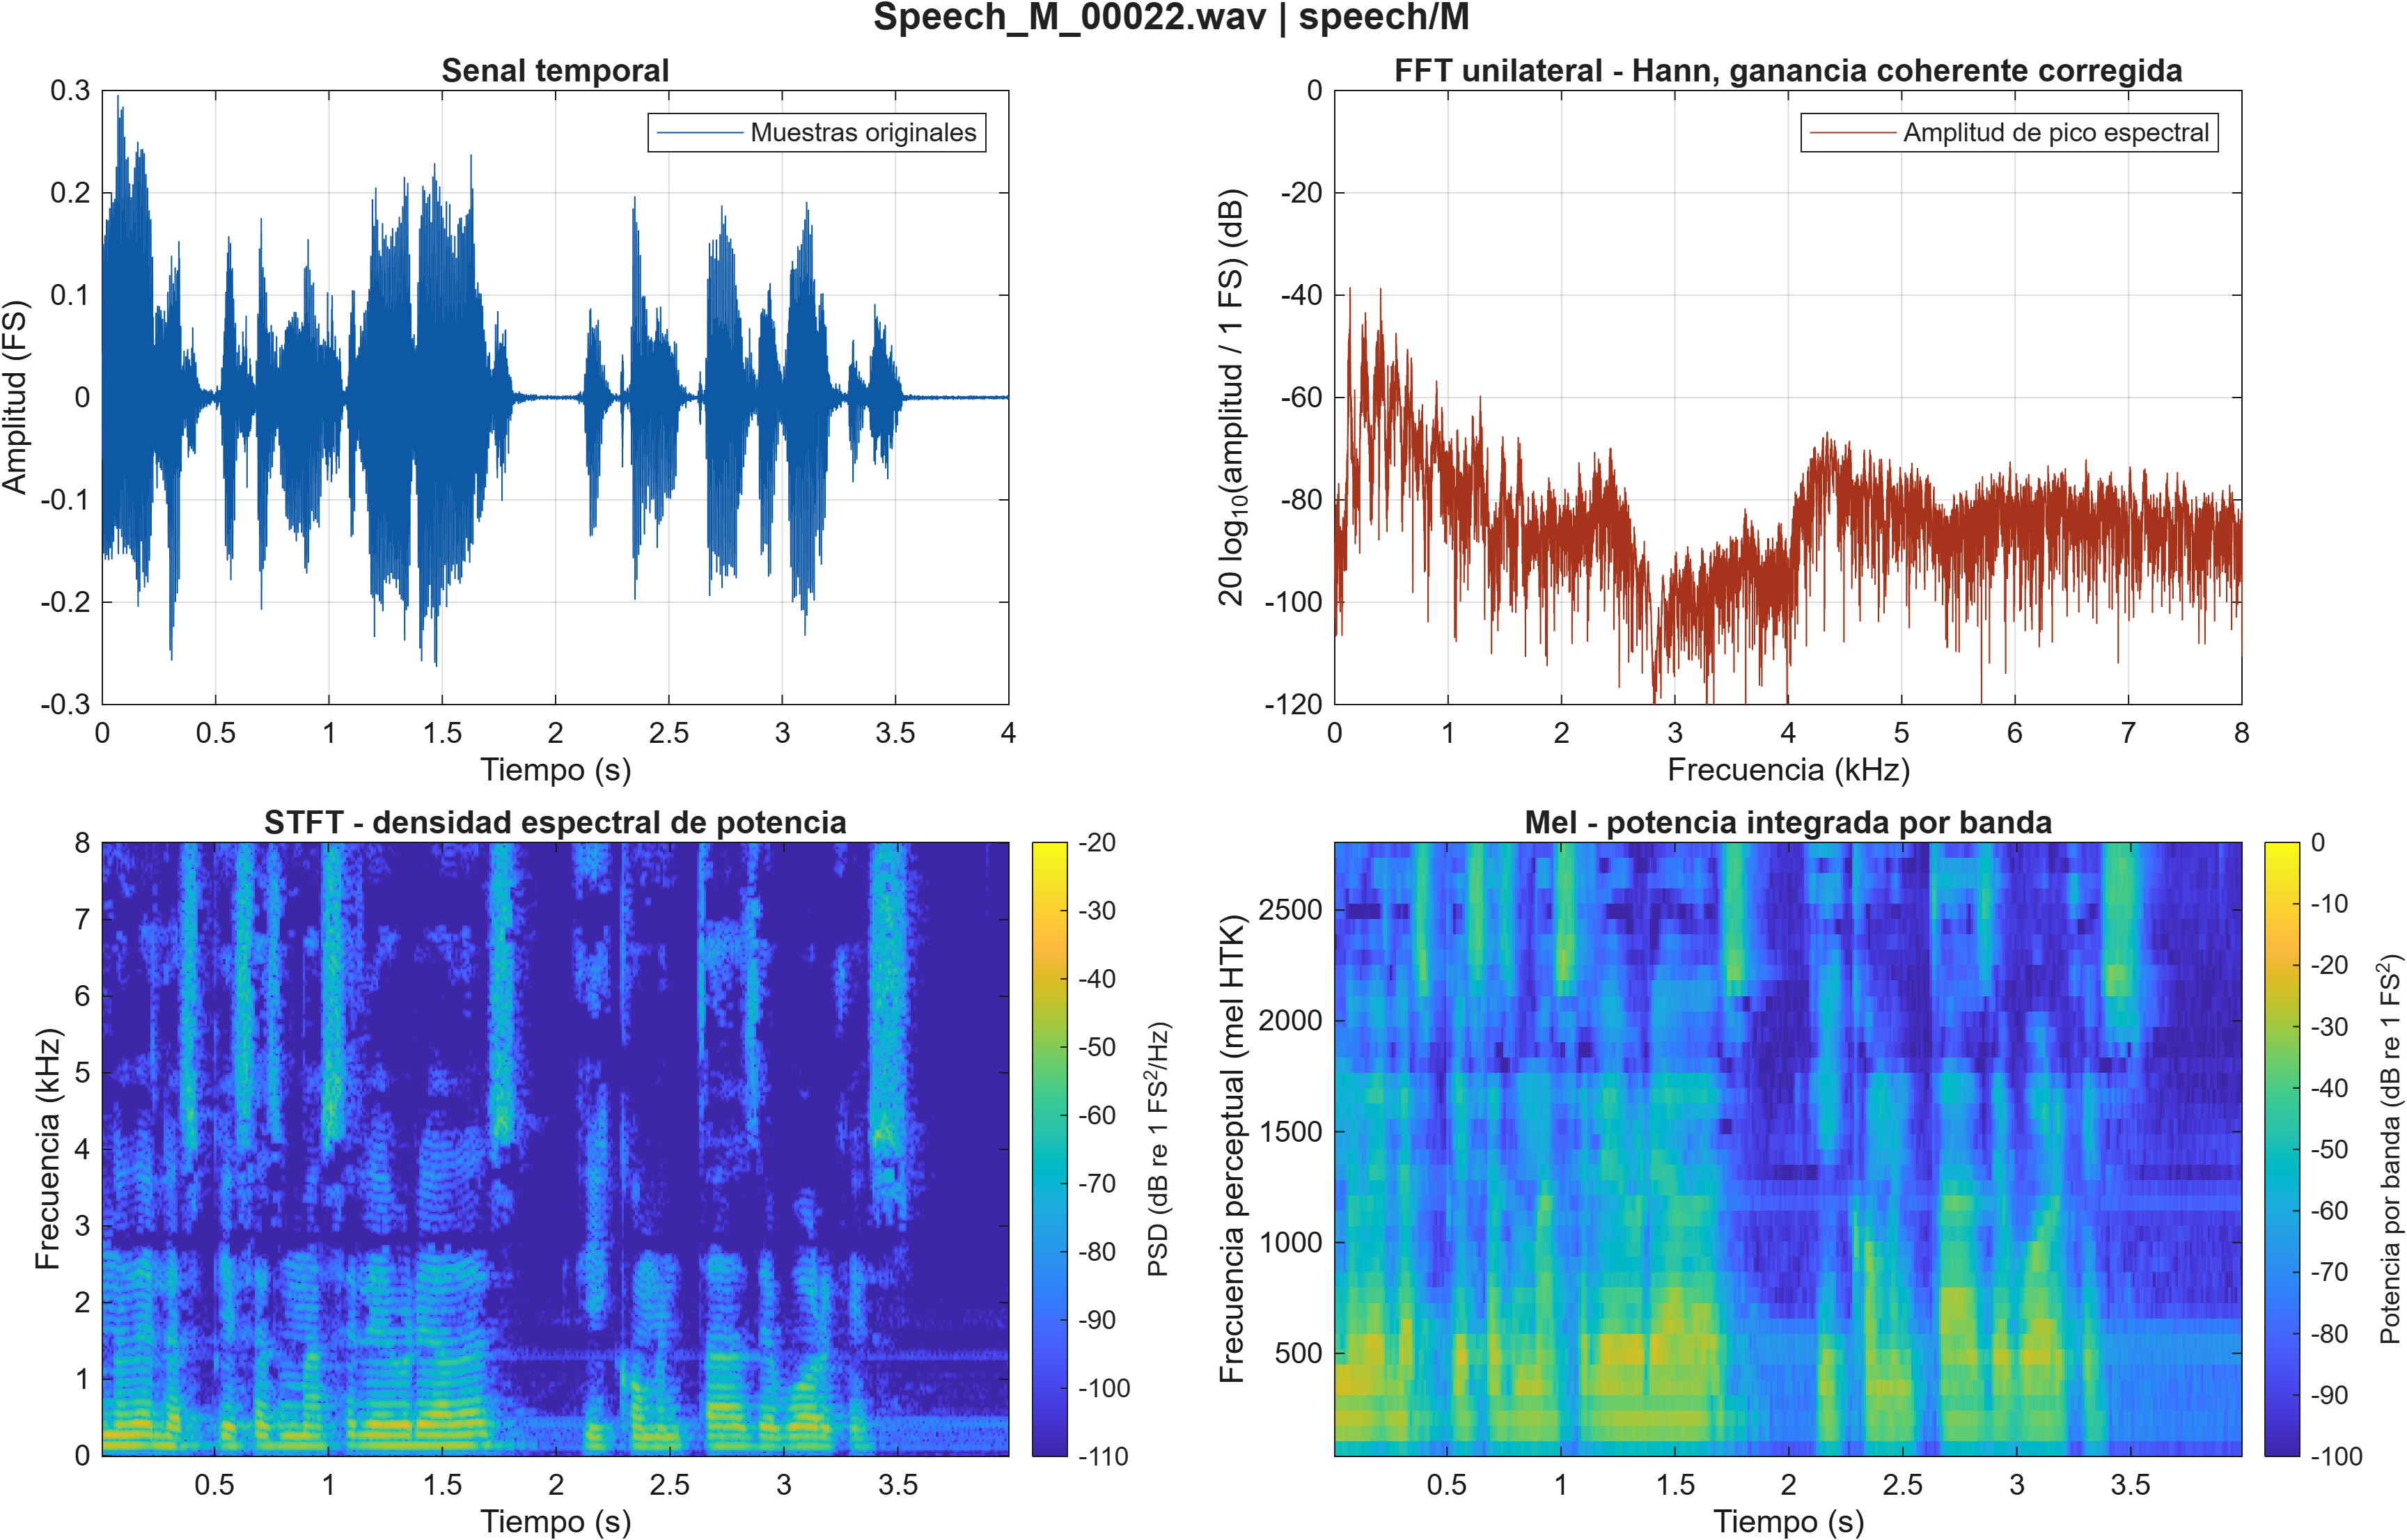 Speech_M_00022.wav | speech/M
Senal temporal
Muestras originales
0.3
0.2
0.1
0
-0.1
-0.2
-0.3
Amplitud (FS)
0 0.5 1 1.5 2 2.5 3 3.5 4
Tiempo (s)
FFT unilateral - Hann, ganancia coherente corregida
Amplitud de pico espectral
0
-20
-40
-60
-80
-100
-120
20 log10(amplitud / 1 FS) (dB)
0 1 2 3 4 5 6 7 8
Frecuencia (kHz)
STFT - densidad espectral de potencia
8
7
6
5
4
3
2
1
0
Frecuencia (kHz)
0.5 1 1.5 2 2.5 3 3.5
Tiempo (s)
-20
-30
-40
-50
-60
-70
-80
-90
-100
-110
PSD (dB re 1 FS²/Hz)
Mel - potencia integrada por banda
2500
2000
1500
1000
500
Frecuencia perceptual (mel HTK)
0.5 1 1.5 2 2.5 3 3.5
Tiempo (s)
0
-10
-20
-30
-40
-50
-60
-70
-80
-90
-100
Potencia por banda (dB re 1 FS²)